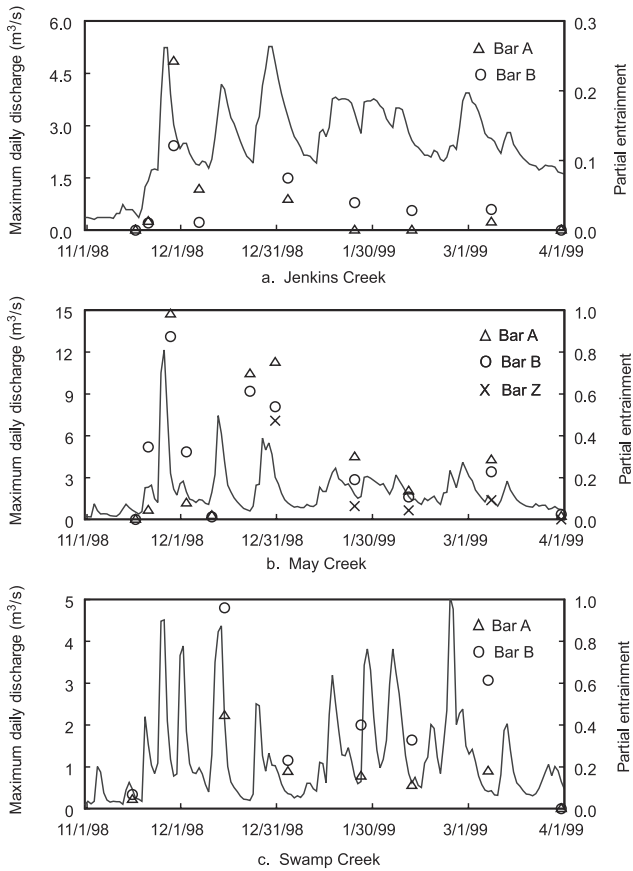 6.0
4.5
3.0
1.5
0.0
Maximum daily discharge (m³/s)
0.3
0.2
0.1
0.0
Partial entrainment
Bar A
Bar B
11/1/98 12/1/98 12/31/98 1/30/99 3/1/99 4/1/99
a. Jenkins Creek
15
12
9
6
3
0
Maximum daily discharge (m³/s)
1.0
0.8
0.6
0.4
0.2
0.0
Partial entrainment
Bar A
Bar B
Bar Z
11/1/98 12/1/98 12/31/98 1/30/99 3/1/99 4/1/99
b. May Creek
5
4
3
2
1
0
Maximum daily discharge (m³/s)
1.0
0.8
0.6
0.4
0.2
0.0
Partial entrainment
Bar A
Bar B
11/1/98 12/1/98 12/31/98 1/30/99 3/1/99 4/1/99
c. Swamp Creek